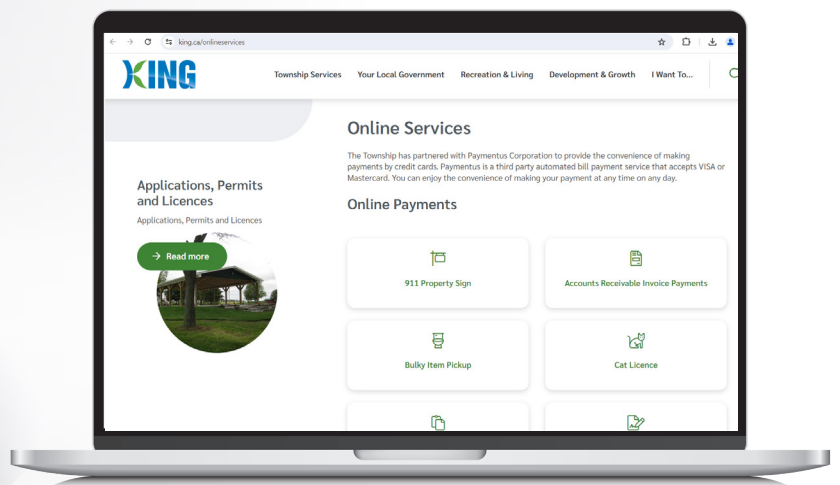 king.ca/onlineservices
KING
Township Services Your Local Government Recreation & Living Development & Growth I Want To...
Online Services
The Township has partnered with Paymentus Corporation to provide the convenience of making
payments by credit cards. Paymentus is a third party automated bill payment service that accepts VISA or
Mastercard. You can enjoy the convenience of making your payment at any time on any day.
Applications, Permits
and Licences
Applications, Permits and Licences
Read more
Online Payments
911 Property Sign
Accounts Receivable Invoice Payments
Bulky Item Pickup
Cat Licence